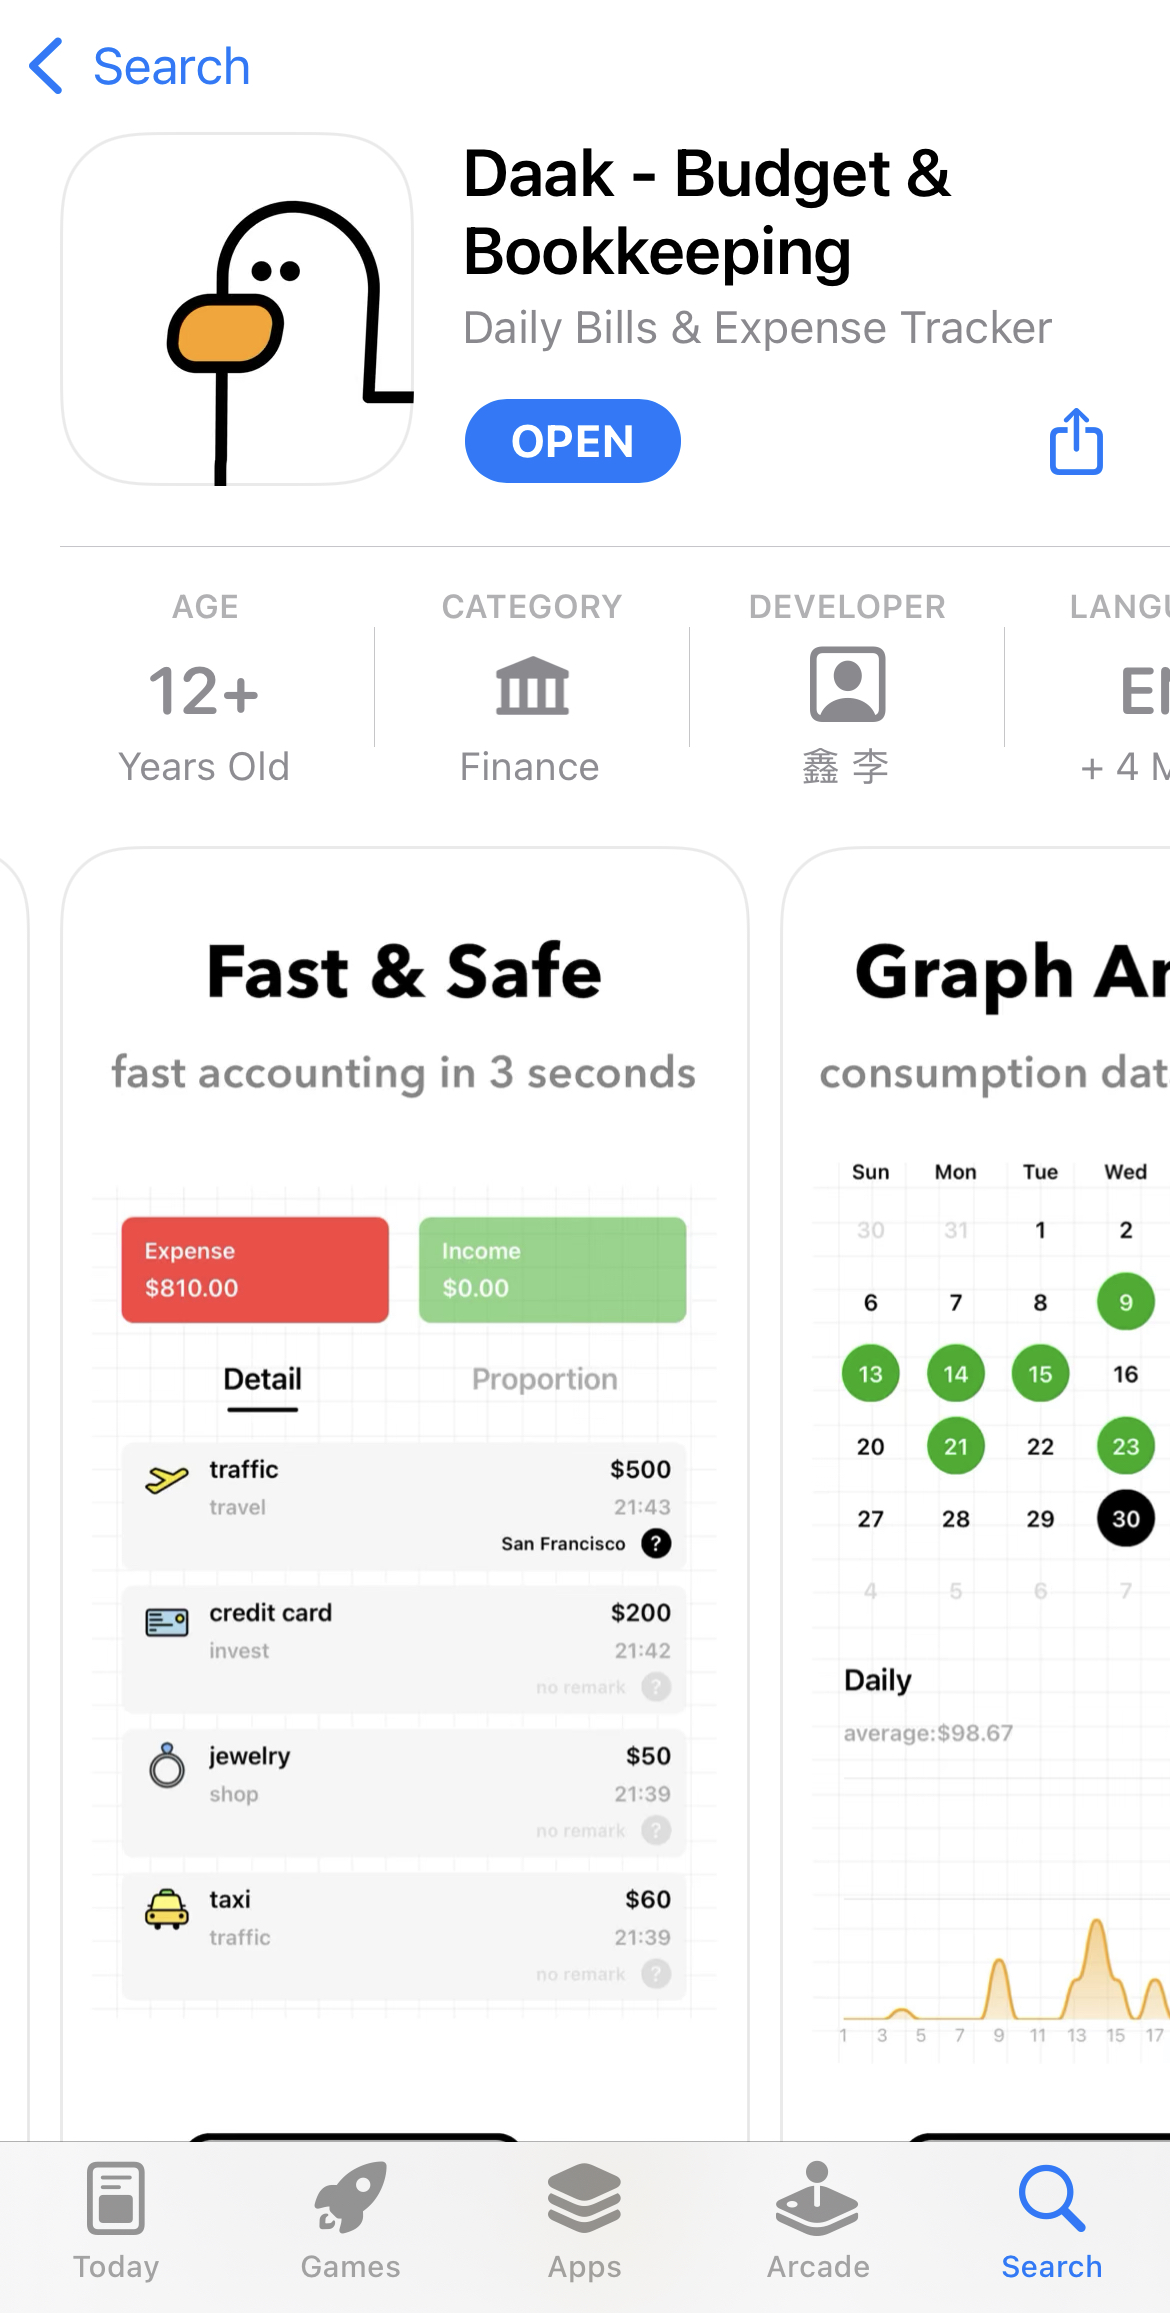 Search
Daak - Budget &
Bookkeeping
Daily Bills & Expense Tracker
OPEN
AGE
12+
Years Old
CATEGORY
Finance
DEVELOPER
鑫 李
LANGU
EN
+ 4 M
Fast & Safe
fast accounting in 3 seconds
Expense
$810.00
Income
$0.00
Detail
Proportion
traffic
$500
travel
21:43
San Francisco ?
credit card
$200
invest
21:42
no remark ?
jewelry
$50
shop
21:39
no remark ?
taxi
$60
traffic
21:39
no remark ?
Graph An
consumption dat
Sun Mon Tue Wed
30 31 1 2
6 7 8 9
13 14 15 16
20 21 22 23
27 28 29 30
4 5 6 7
Daily
average:$98.67
1 3 5 7 9 11 13 15 17
Today
Games
Apps
Arcade
Search